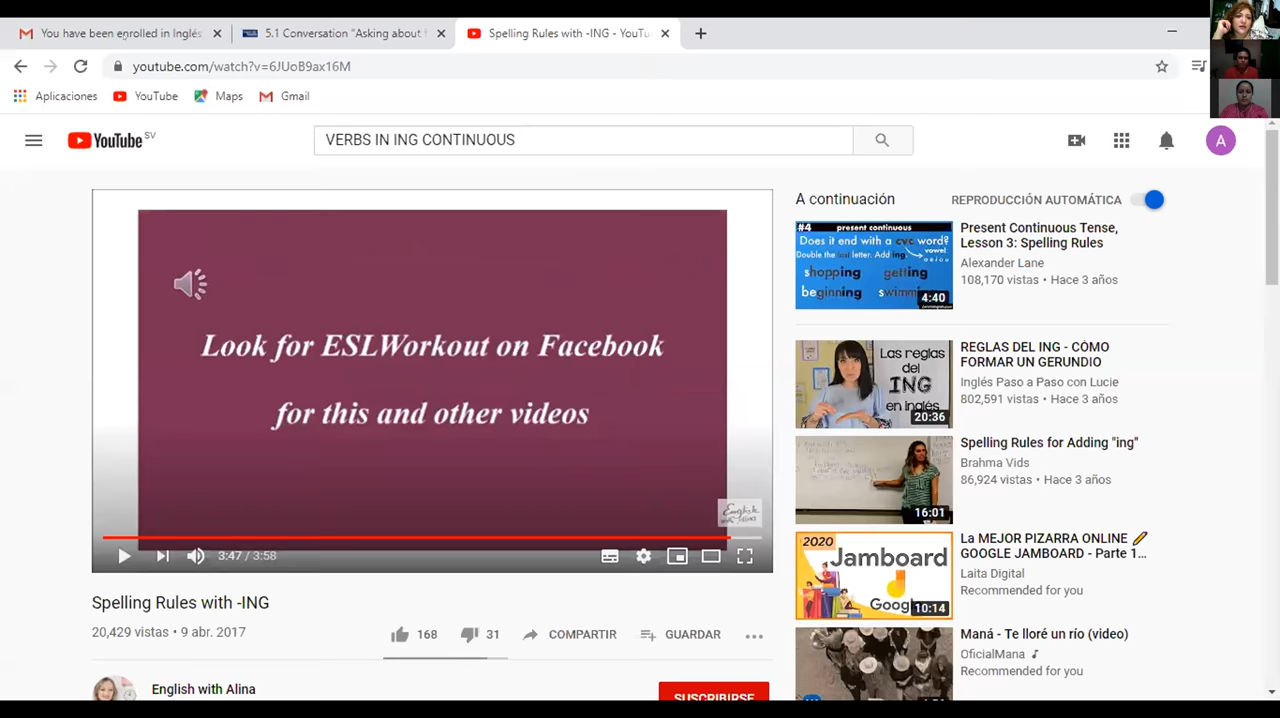 You have been enrolled in Inglés
5.1 Conversation "Asking about
Spelling Rules with -ING - YouTu
youtube.com/watch?v=6JUoB9ax16M
Aplicaciones
YouTube
Maps
Gmail
YouTube SV
VERBS IN ING CONTINUOUS
A
Look for ESLWorkout on Facebook
for this and other videos
English
with Alina
3:47 / 3:58
Spelling Rules with -ING
20,429 vistas • 9 abr. 2017
168
31
COMPARTIR
GUARDAR
English with Alina
SUSCRIBIRSE
A continuación
REPRODUCCIÓN AUTOMÁTICA
#4 present continuous
Does it end with a cvc word?
Double the last letter. Add ing
vowel:
a e i o u
shopping getting
beginning swimm
4:40
Present Continuous Tense,
Lesson 3: Spelling Rules
Alexander Lane
108,170 vistas • Hace 3 años
Las reglas
del
ING
en inglés
20:36
REGLAS DEL ING - CÓMO
FORMAR UN GERUNDIO
Inglés Paso a Paso con Lucie
802,591 vistas • Hace 3 años
16:01
Spelling Rules for Adding "ing"
Brahma Vids
86,924 vistas • Hace 3 años
2020
Jamboard
Goog
10:14
La MEJOR PIZARRA ONLINE
GOOGLE JAMBOARD - Parte 1...
Laita Digital
Recommended for you
Maná - Te lloré un río (video)
OficialMana
Recommended for you